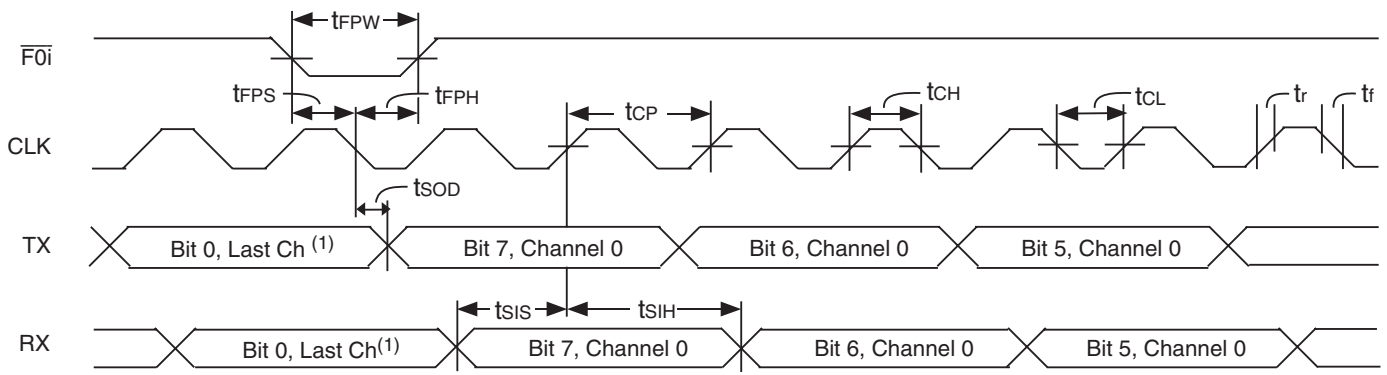 tFPW
F0i
tFPS
tFPH
tCP
tCH
tCL
tr
tf
CLK
tSOD
TX
Bit 0, Last Ch (1)
Bit 7, Channel 0
Bit 6, Channel 0
Bit 5, Channel 0
tSIS
tSIH
RX
Bit 0, Last Ch(1)
Bit 7, Channel 0
Bit 6, Channel 0
Bit 5, Channel 0